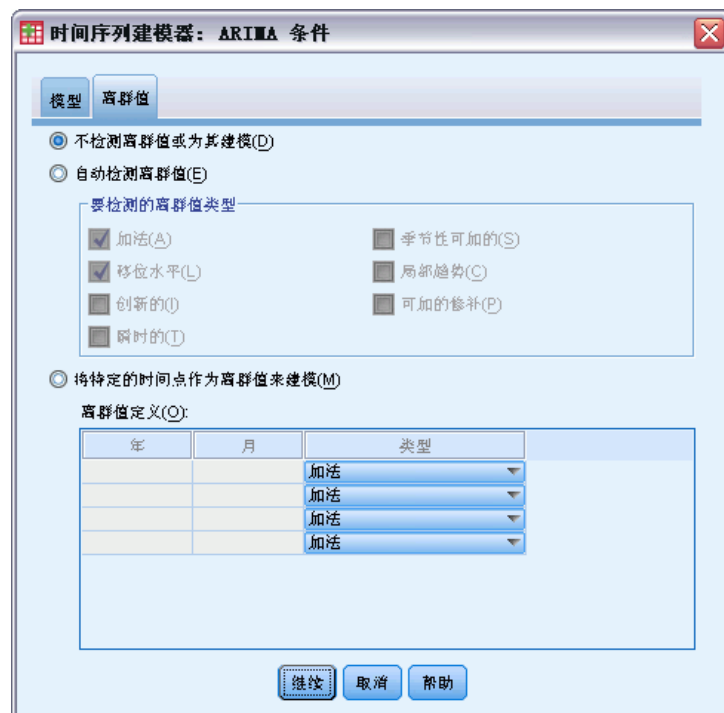 时间序列建模器：ARIMA 条件
模型
离群值
不检测离群值或为其建模(D)
自动检测离群值(E)
要检测的离群值类型
加法(A)
季节性可加的(S)
移位水平(L)
局部趋势(C)
创新的(I)
可加的修补(P)
瞬时的(T)
将特定的时间点作为离群值来建模(M)
离群值定义(O):
年 月 类型
加法
加法
加法
加法
继续 取消 帮助